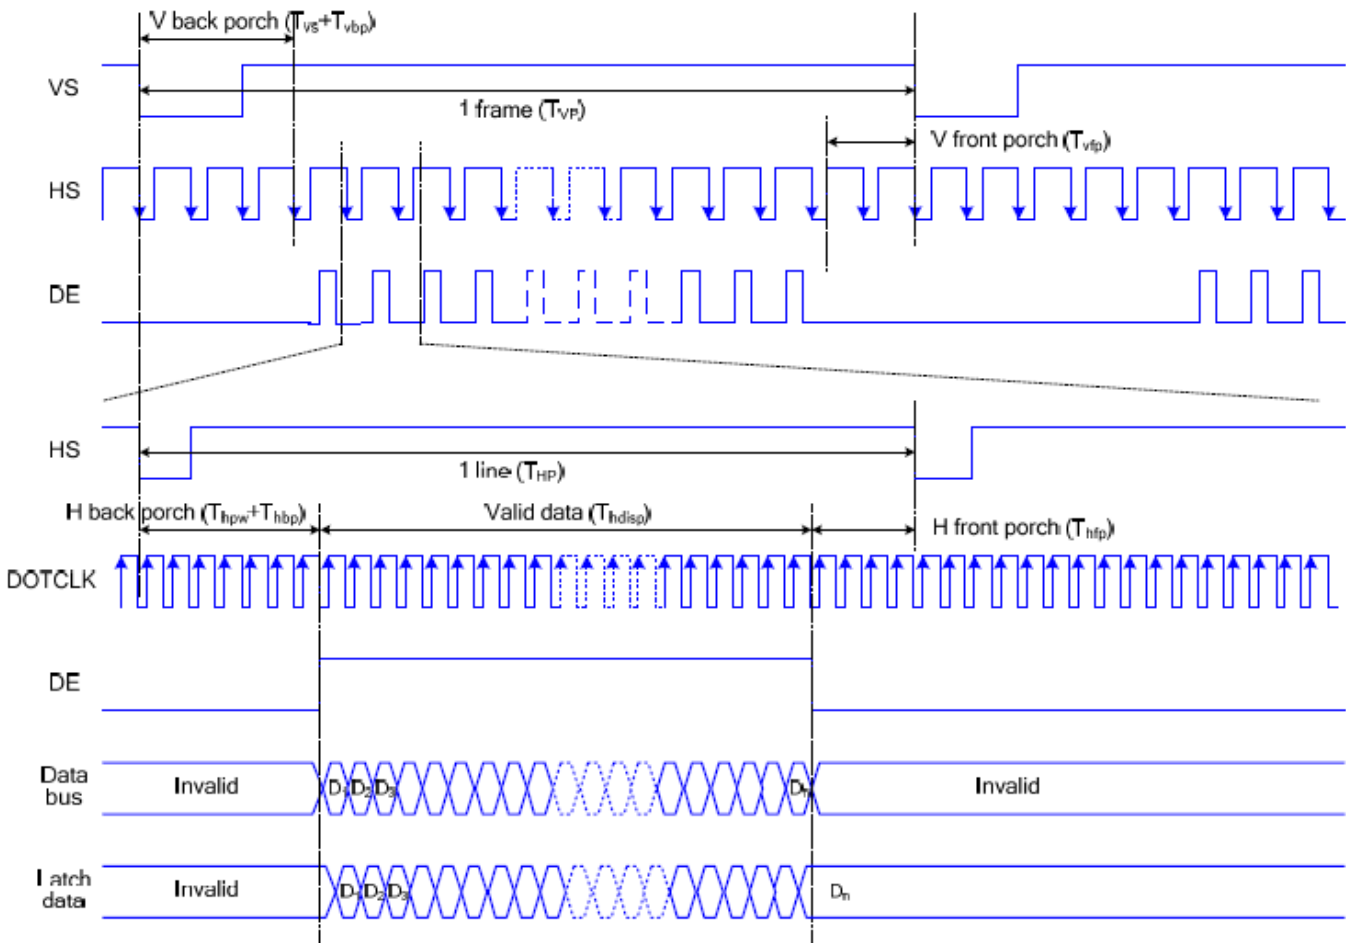 V back porch (Tvs+Tvbp)
VS
1 frame (TVP)
V front porch (Tvfp)
HS
DE
HS
1 line (THP)
H back porch (Thpw+Thbp)
Valid data (Thdisp)
H front porch (Thfp)
DOTCLK
DE
Data
bus
Invalid
D1 D2 D3
Dn
Invalid
Latch
data
Invalid
D1 D2 D3
Dn